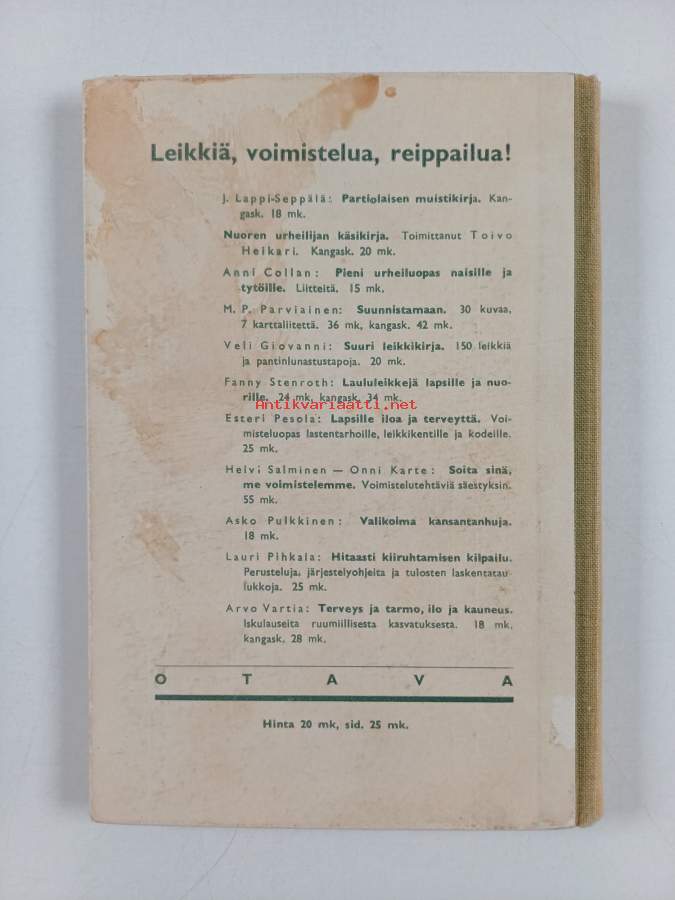 Leikkiä, voimistelua, reippailua!
J. Lappi-Seppälä: Partiolaisen muistikirja. Kan-
gask. 18 mk.
Nuoren urheilijan käsikirja. Toimittanut Toivo
Helkari. Kangask. 20 mk.
Anni Collan: Pieni urheiluopas naisille ja
tytöille. Liitteitä. 15 mk.
M. P. Parviainen: Suunnistamaan. 30 kuvaa,
7 karttaliitettä. 36 mk, kangask. 42 mk.
Veli Giovanni: Suuri leikkikirja. 150 leikkiä
ja pantinlunastustapoja. 20 mk.
Fanny Stenroth: Laululeikkejä lapsille ja nuo-
rille. 24 mk, kangask. 34 mk.
Antikvariaatti.net
Esteri Pesola: Lapsille iloa ja terveyttä. Voi-
misteluopas lastentarhoille, leikkikentille ja kodeille.
25 mk.
Helvi Salminen — Onni Karte: Soita sinä,
me voimistelemme. Voimistelutehtäviä säestyksin.
55 mk.
Asko Pulkkinen: Valikoima kansantanhuja.
18 mk.
Lauri Pihkala: Hitaasti kiiruhtamisen kilpailu.
Perusteluja, järjestelyohjeita ja tulosten laskentatau-
lukkoja. 25 mk.
Arvo Vartia: Terveys ja tarmo, ilo ja kauneus.
Iskulauseita ruumiillisesta kasvatuksesta. 18 mk,
kangask. 28 mk.
OTAVA
Hinta 20 mk, sid. 25 mk.